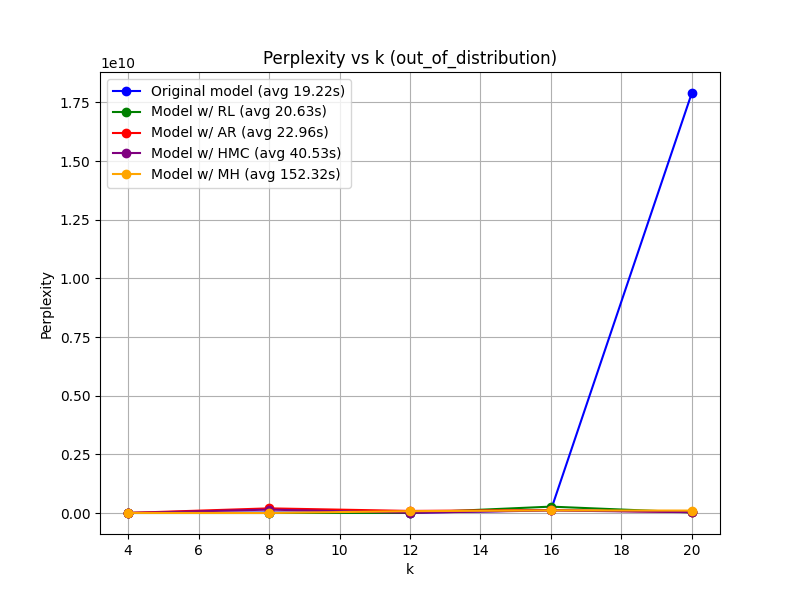 Perplexity vs k (out_of_distribution)
1e10
Original model (avg 19.22s)
Model w/ RL (avg 20.63s)
Model w/ AR (avg 22.96s)
Model w/ HMC (avg 40.53s)
Model w/ MH (avg 152.32s)
1.75
1.50
1.25
1.00
0.75
0.50
0.25
0.00
Perplexity
4 6 8 10 12 14 16 18 20
k